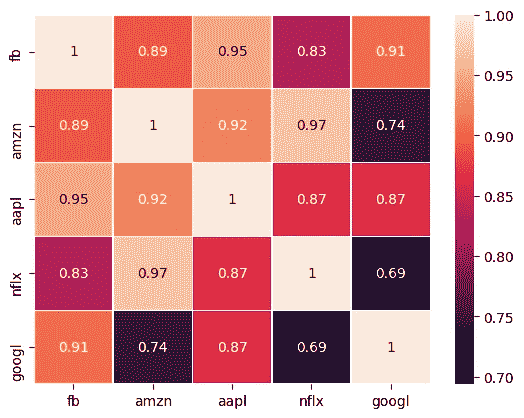 fb 1 0.89 0.95 0.83 0.91
amzn 0.89 1 0.92 0.97 0.74
aapl 0.95 0.92 1 0.87 0.87
nflx 0.83 0.97 0.87 1 0.69
googl 0.91 0.74 0.87 0.69 1
fb amzn aapl nflx googl
1.00
0.95
0.90
0.85
0.80
0.75
0.70